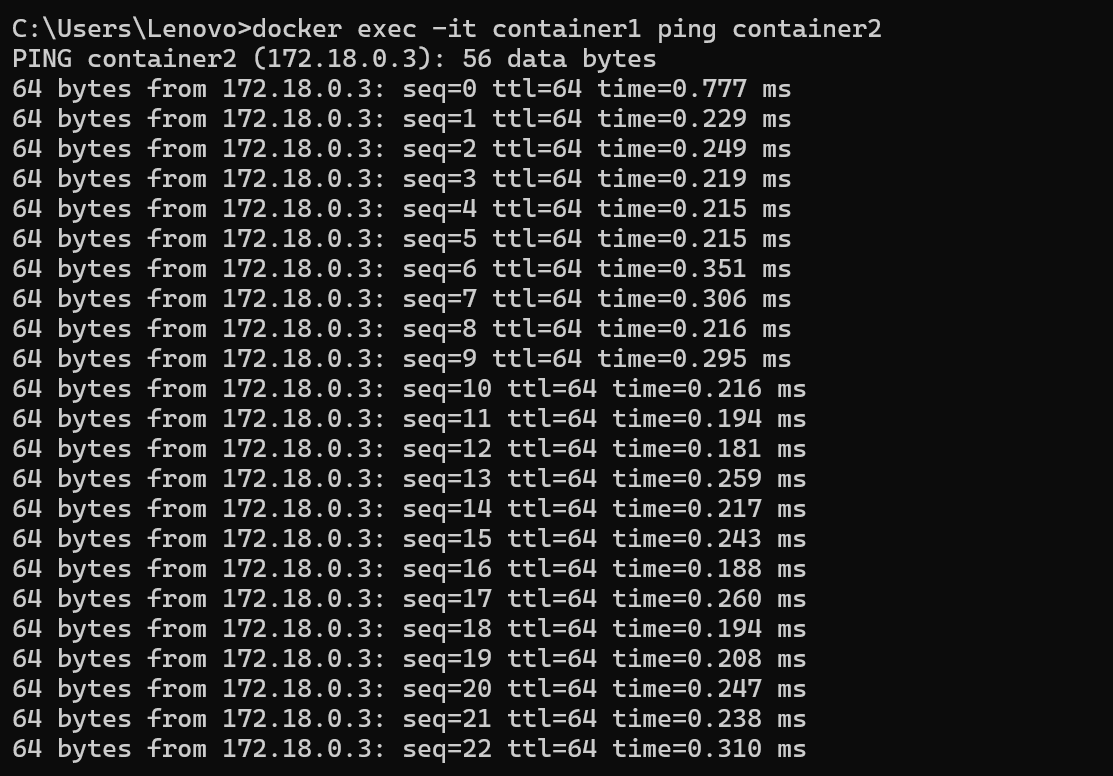 C:\Users\Lenovo>docker exec -it container1 ping container2
PING container2 (172.18.0.3): 56 data bytes
64 bytes from 172.18.0.3: seq=0 ttl=64 time=0.777 ms
64 bytes from 172.18.0.3: seq=1 ttl=64 time=0.229 ms
64 bytes from 172.18.0.3: seq=2 ttl=64 time=0.249 ms
64 bytes from 172.18.0.3: seq=3 ttl=64 time=0.219 ms
64 bytes from 172.18.0.3: seq=4 ttl=64 time=0.215 ms
64 bytes from 172.18.0.3: seq=5 ttl=64 time=0.215 ms
64 bytes from 172.18.0.3: seq=6 ttl=64 time=0.351 ms
64 bytes from 172.18.0.3: seq=7 ttl=64 time=0.306 ms
64 bytes from 172.18.0.3: seq=8 ttl=64 time=0.216 ms
64 bytes from 172.18.0.3: seq=9 ttl=64 time=0.295 ms
64 bytes from 172.18.0.3: seq=10 ttl=64 time=0.216 ms
64 bytes from 172.18.0.3: seq=11 ttl=64 time=0.194 ms
64 bytes from 172.18.0.3: seq=12 ttl=64 time=0.181 ms
64 bytes from 172.18.0.3: seq=13 ttl=64 time=0.259 ms
64 bytes from 172.18.0.3: seq=14 ttl=64 time=0.217 ms
64 bytes from 172.18.0.3: seq=15 ttl=64 time=0.243 ms
64 bytes from 172.18.0.3: seq=16 ttl=64 time=0.188 ms
64 bytes from 172.18.0.3: seq=17 ttl=64 time=0.260 ms
64 bytes from 172.18.0.3: seq=18 ttl=64 time=0.194 ms
64 bytes from 172.18.0.3: seq=19 ttl=64 time=0.208 ms
64 bytes from 172.18.0.3: seq=20 ttl=64 time=0.247 ms
64 bytes from 172.18.0.3: seq=21 ttl=64 time=0.238 ms
64 bytes from 172.18.0.3: seq=22 ttl=64 time=0.310 ms